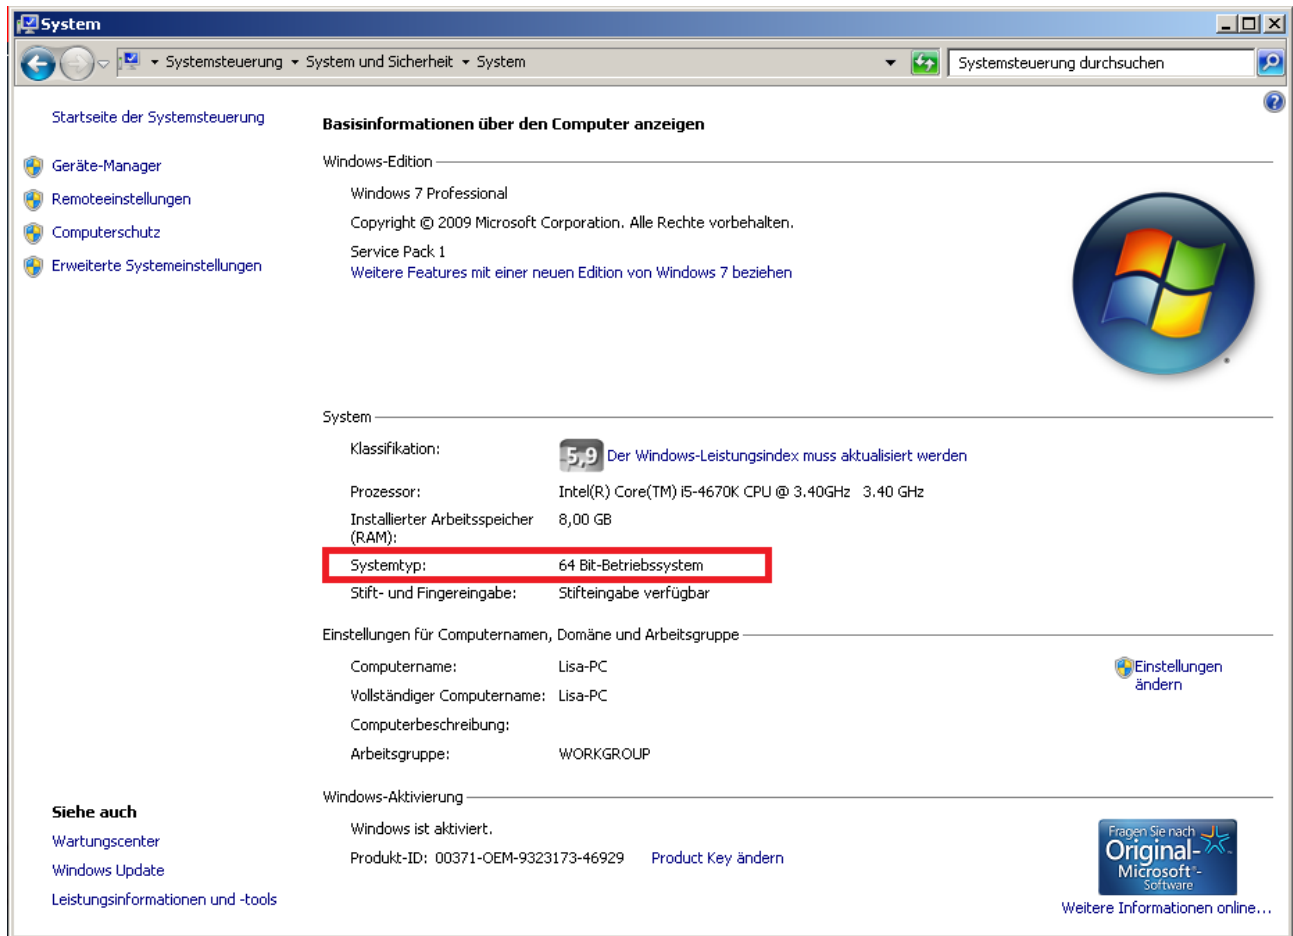 System
Systemsteuerung System und Sicherheit System
Systemsteuerung durchsuchen
Startseite der Systemsteuerung
Geräte-Manager
Remoteeinstellungen
Computerschutz
Erweiterte Systemeinstellungen
Basisinformationen über den Computer anzeigen
Windows-Edition
Windows 7 Professional
Copyright © 2009 Microsoft Corporation. Alle Rechte vorbehalten.
Service Pack 1
Weitere Features mit einer neuen Edition von Windows 7 beziehen
System
Klassifikation: 5,9 Der Windows-Leistungsindex muss aktualisiert werden
Prozessor: Intel(R) Core(TM) i5-4670K CPU @ 3.40GHz 3.40 GHz
Installierter Arbeitsspeicher 8,00 GB
(RAM):
Systemtyp: 64 Bit-Betriebssystem
Stift- und Fingereingabe: Stifteingabe verfügbar
Einstellungen für Computernamen, Domäne und Arbeitsgruppe
Computername: Lisa-PC
Vollständiger Computername: Lisa-PC
Computerbeschreibung:
Arbeitsgruppe: WORKGROUP
Einstellungen
ändern
Windows-Aktivierung
Windows ist aktiviert.
Produkt-ID: 00371-OEM-9323173-46929 Product Key ändern
Fragen Sie nach
Original-
Microsoft®-
Software
Weitere Informationen online...
Siehe auch
Wartungscenter
Windows Update
Leistungsinformationen und -tools